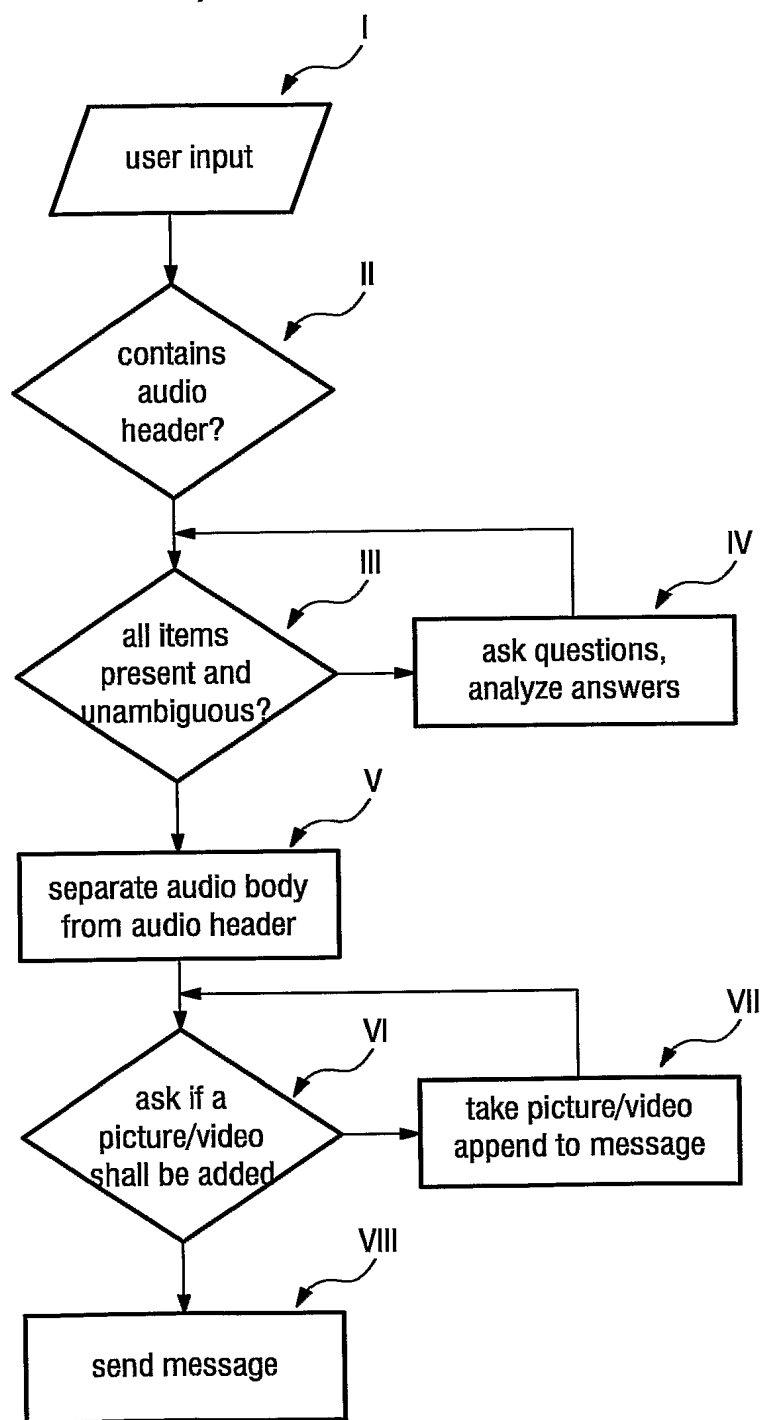 I
user input
II
contains
audio
header?
III
all items
present and
unambiguous?
IV
ask questions,
analyze answers
V
separate audio body
from audio header
VI
ask if a
picture/video
shall be added
VII
take picture/video
append to message
VIII
send message